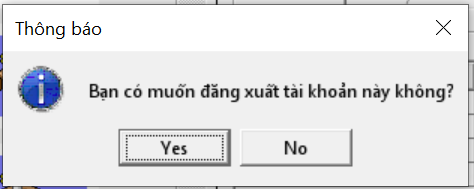 Thông báo
Bạn có muốn đăng xuất tài khoản này không?
Yes
No